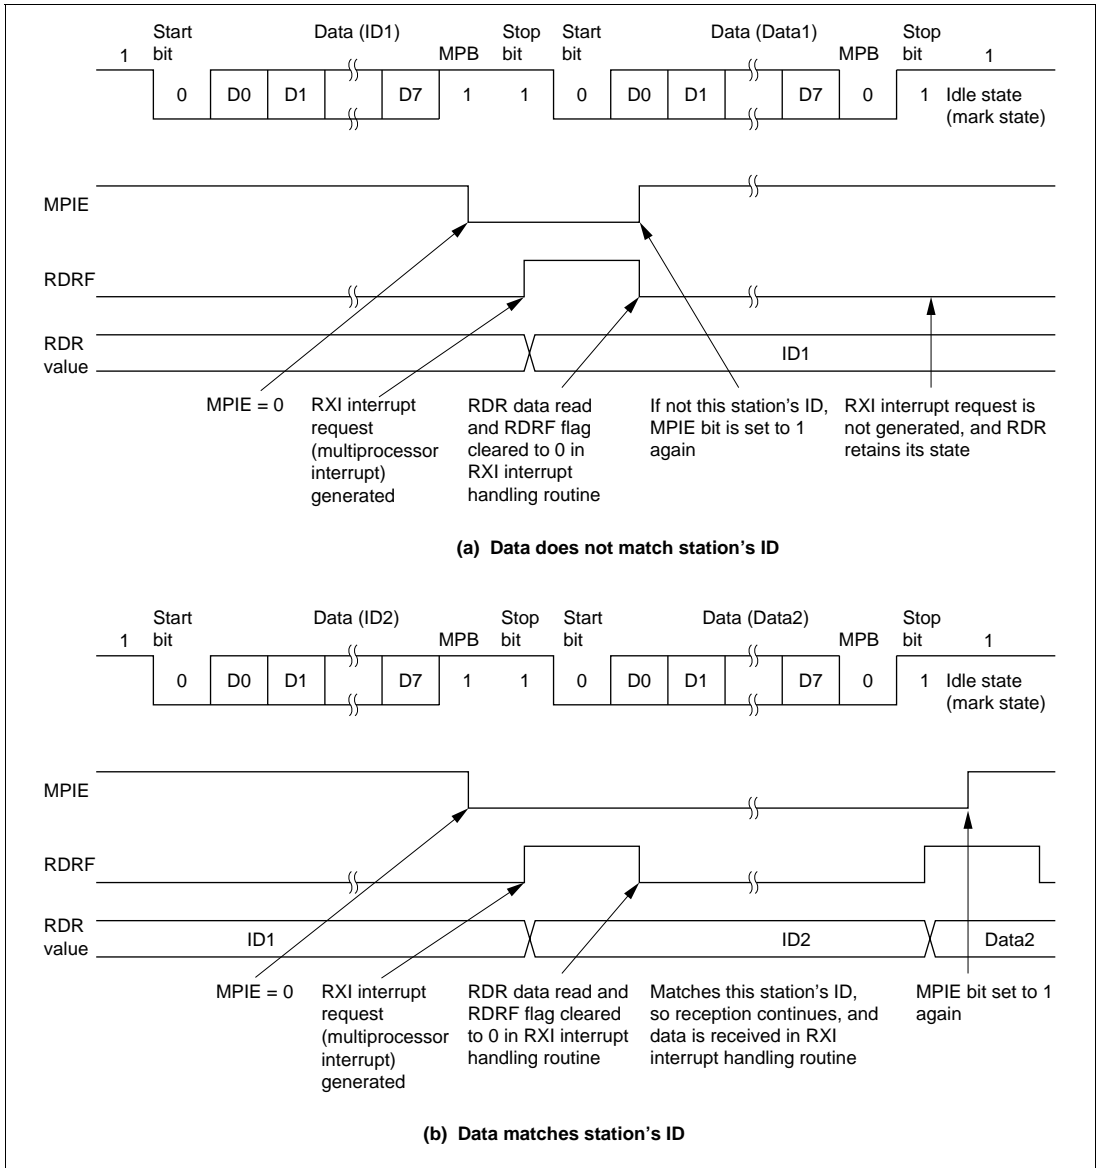 Start bit Data (ID1) MPB Stop bit Start bit Data (Data1) MPB Stop bit
1 1
0 D0 D1 D7 1 1 0 D0 D1 D7 0 1 Idle state (mark state)
MPIE
RDRF
RDR value
ID1
MPIE = 0
RXI interrupt
request
(multiprocessor
interrupt)
generated
RDR data read
and RDRF flag
cleared to 0 in
RXI interrupt
handling routine
If not this station's ID,
MPIE bit is set to 1
again
RXI interrupt request is
not generated, and RDR
retains its state
(a) Data does not match station's ID
Start bit Data (ID2) MPB Stop bit Start bit Data (Data2) MPB Stop bit
1 1
0 D0 D1 D7 1 1 0 D0 D1 D7 0 1 Idle state (mark state)
MPIE
RDRF
RDR value
ID1 ID2 Data2
MPIE = 0
RXI interrupt
request
(multiprocessor
interrupt)
generated
RDR data read and
RDRF flag cleared
to 0 in RXI interrupt
handling routine
Matches this station's ID,
so reception continues, and
data is received in RXI
interrupt handling routine
MPIE bit set to 1
again
(b) Data matches station's ID